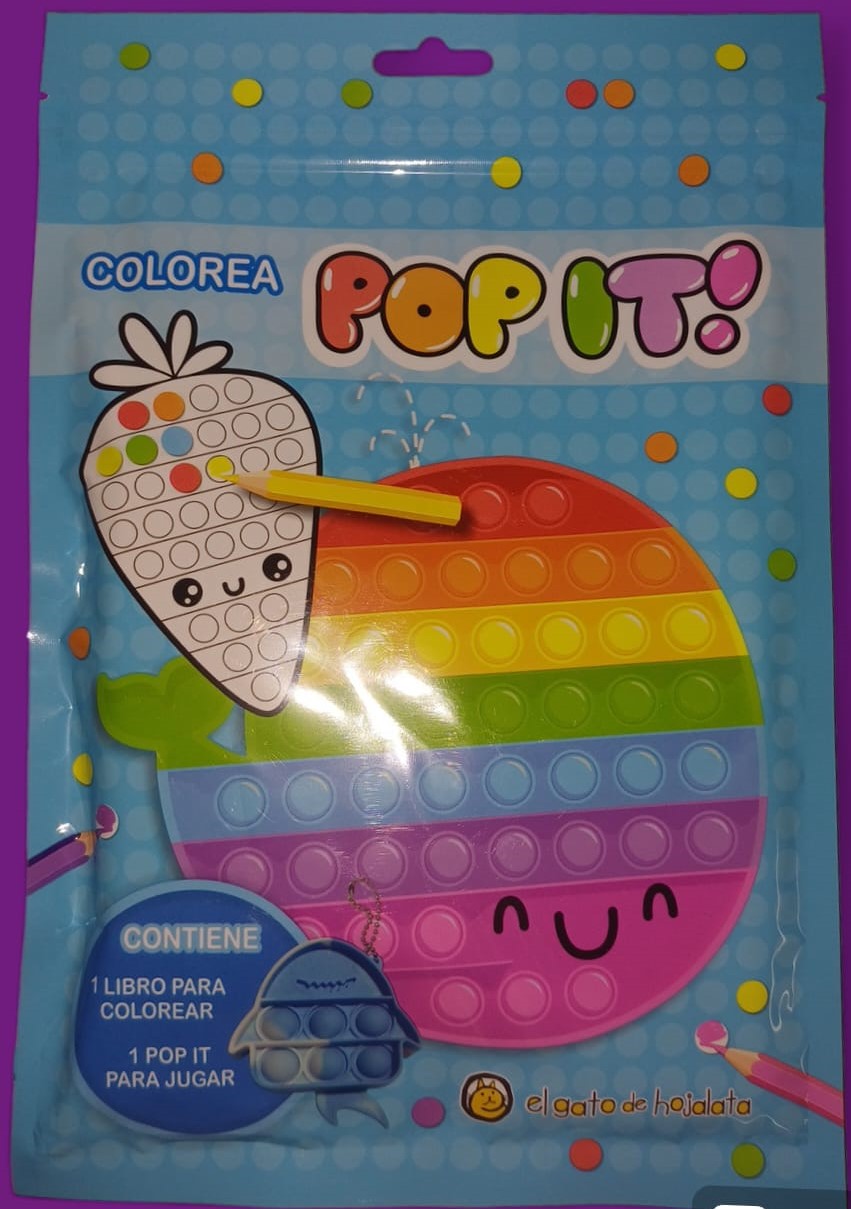 COLOREA
POP IT!
CONTIENE
1 LIBRO PARA
COLOREAR
1 POP IT
PARA JUGAR
el gato de hojalata